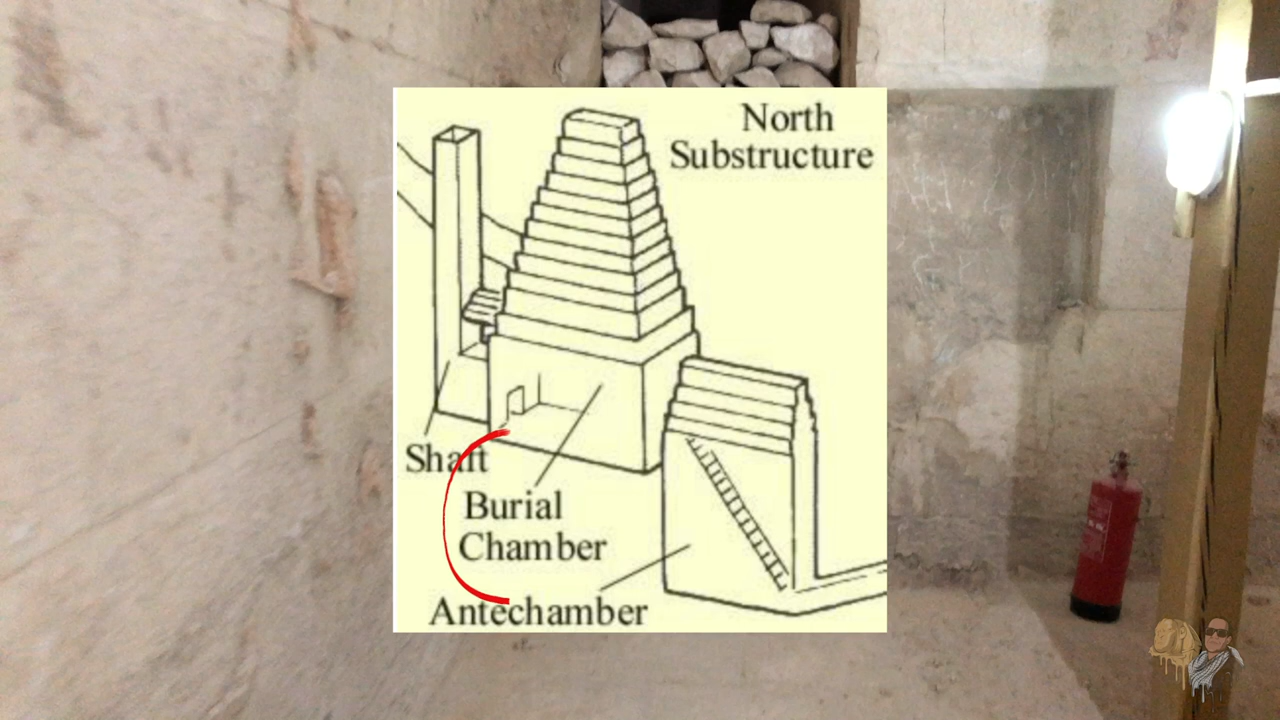 North
Substructure
Shaft
Burial
Chamber
Antechamber